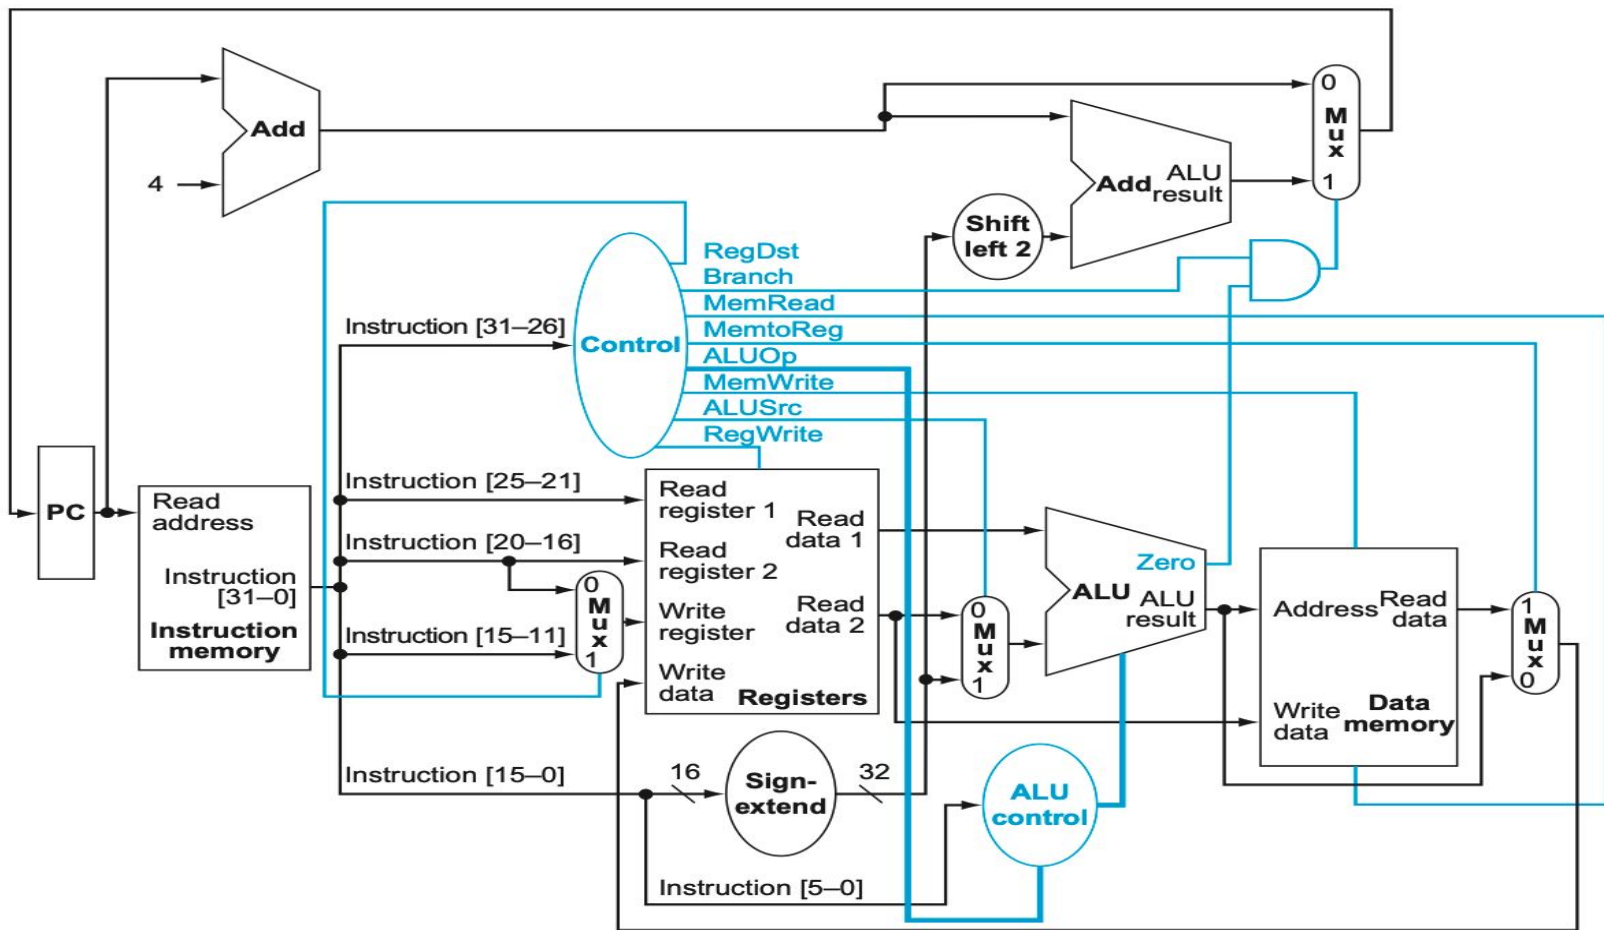 Add
4
0
M
u
x
1
Add
ALU
result
Shift
left 2
RegDst
Branch
MemRead
MemtoReg
ALUOp
MemWrite
ALUSrc
RegWrite
Control
Instruction [31–26]
Instruction [25–21]
Instruction [20–16]
Instruction [15–11]
Instruction [15–0]
Instruction [5–0]
PC
Read
address
Instruction
[31–0]
Instruction
memory
0
M
u
x
1
Read
register 1
Read
register 2
Write
register
Write
data
Read
data 1
Read
data 2
Registers
0
M
u
x
1
Zero
ALU
ALU
result
Address
Read
data
Write
data
Data
memory
1
M
u
x
0
16
Sign-
extend
32
ALU
control